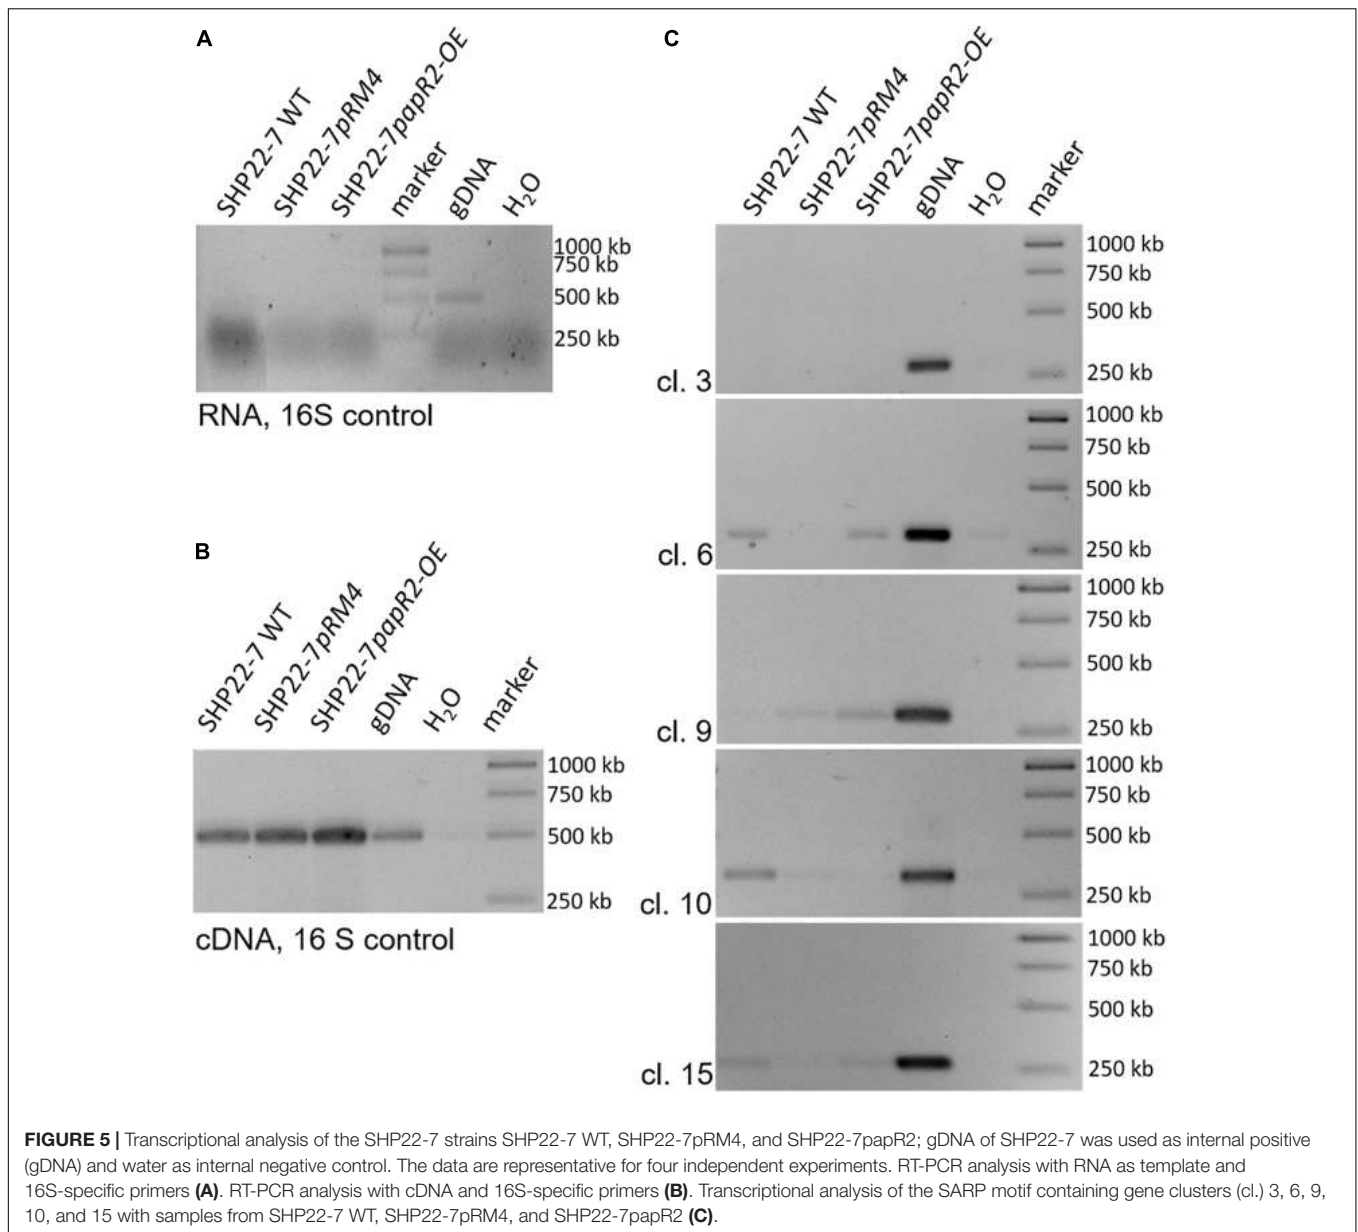 A
SHP22-7 WT
SHP22-7pRM4
SHP22-7papR2-OE
marker
gDNA
H₂O
1000 kb
750 kb
500 kb
250 kb
RNA, 16S control
B
SHP22-7 WT
SHP22-7pRM4
SHP22-7papR2-OE
gDNA
H₂O
marker
1000 kb
750 kb
500 kb
250 kb
cDNA, 16 S control
C
SHP22-7 WT
SHP22-7pRM4
SHP22-7papR2-OE
gDNA
H₂O
marker
1000 kb
750 kb
500 kb
250 kb
cl. 3
1000 kb
750 kb
500 kb
250 kb
cl. 6
1000 kb
750 kb
500 kb
250 kb
cl. 9
1000 kb
750 kb
500 kb
250 kb
cl. 10
1000 kb
750 kb
500 kb
250 kb
cl. 15
FIGURE 5 | Transcriptional analysis of the SHP22-7 strains SHP22-7 WT, SHP22-7pRM4, and SHP22-7papR2; gDNA of SHP22-7 was used as internal positive
(gDNA) and water as internal negative control. The data are representative for four independent experiments. RT-PCR analysis with RNA as template and
16S-specific primers (A). RT-PCR analysis with cDNA and 16S-specific primers (B). Transcriptional analysis of the SARP motif containing gene clusters (cl.) 3, 6, 9,
10, and 15 with samples from SHP22-7 WT, SHP22-7pRM4, and SHP22-7papR2 (C).